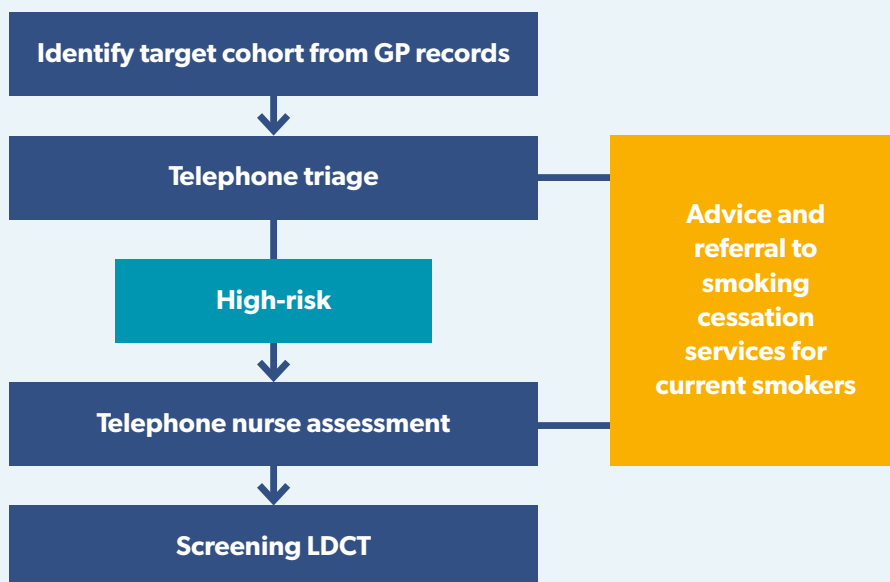 Identify target cohort from GP records
Telephone triage
High-risk
Telephone nurse assessment
Screening LDCT
Advice and
referral to
smoking
cessation
services for
current smokers